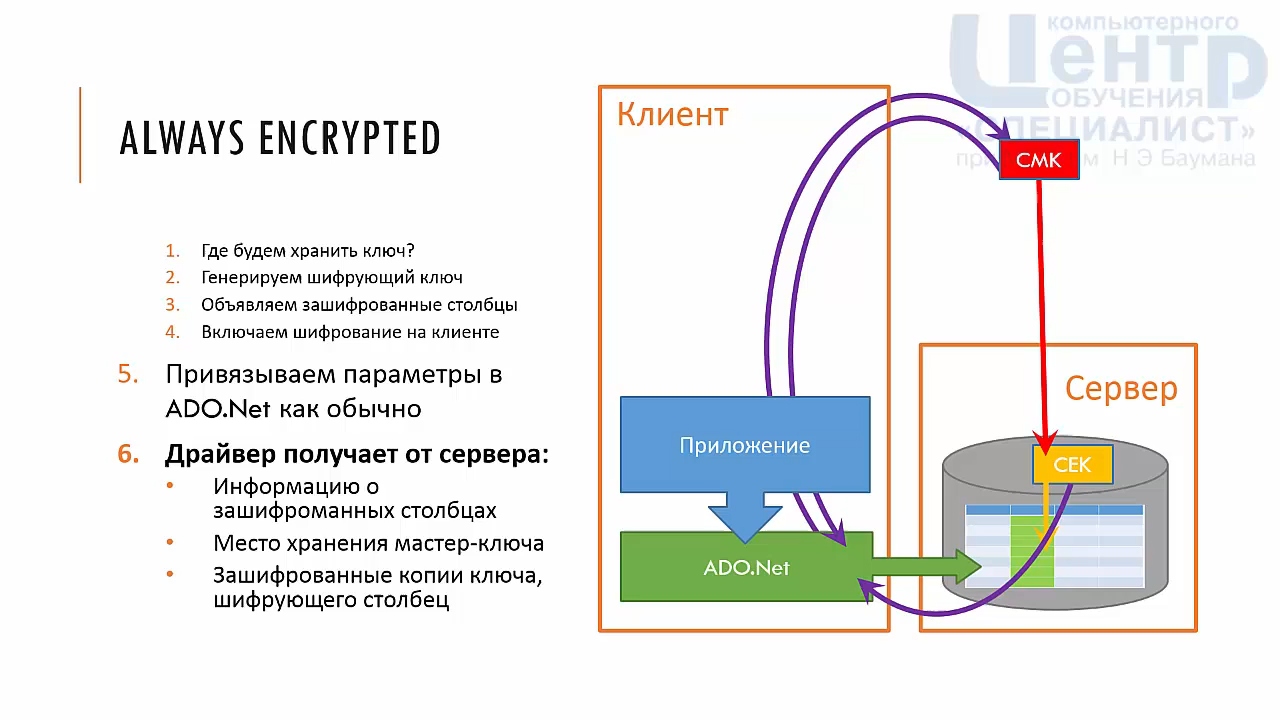 компьютерного
Центр
ОБУЧЕНИЯ
«СПЕЦИАЛИСТ»
Н Э Баумана
ALWAYS ENCRYPTED
1. Где будем хранить ключ?
2. Генерируем шифрующий ключ
3. Объявляем зашифрованные столбцы
4. Включаем шифрование на клиенте
5. Привязываем параметры в
ADO.Net как обычно
6. Драйвер получает от сервера:
• Информацию о
зашифроманных столбцах
• Место хранения мастер-ключа
• Зашифрованные копии ключа,
шифрующего столбец
Клиент
CMK
Сервер
CEK
Приложение
ADO.Net